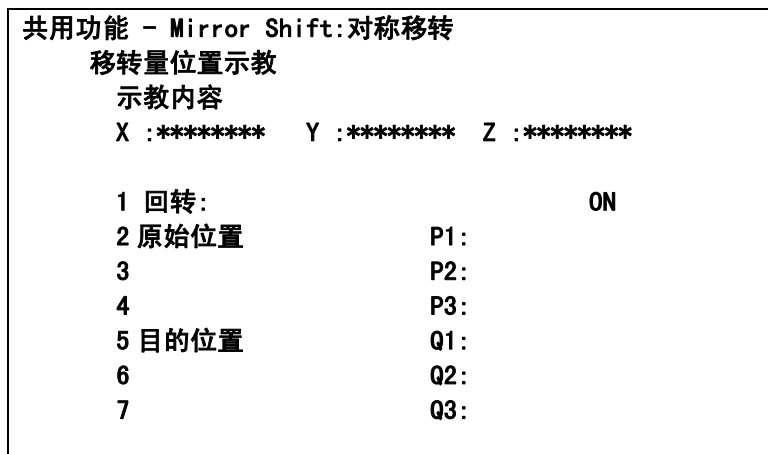 共用功能 - Mirror Shift:对称移转
移转量位置示教
示教内容
X :******** Y :******** Z :********
1 回转: ON
2 原始位置 P1:
3 P2:
4 P3:
5 目的位置 Q1:
6 Q2:
7 Q3: